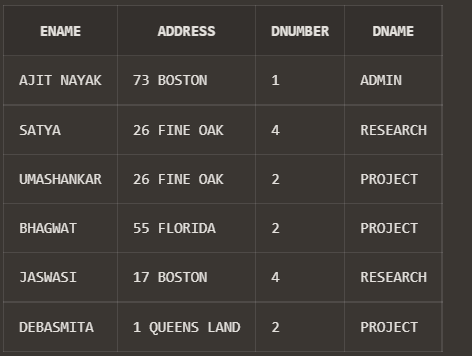 ENAME ADDRESS DNUMBER DNAME
AJIT NAYAK 73 BOSTON 1 ADMIN
SATYA 26 FINE OAK 4 RESEARCH
UMASHANKAR 26 FINE OAK 2 PROJECT
BHAGWAT 55 FLORIDA 2 PROJECT
JASWASI 17 BOSTON 4 RESEARCH
DEBASMITA 1 QUEENS LAND 2 PROJECT